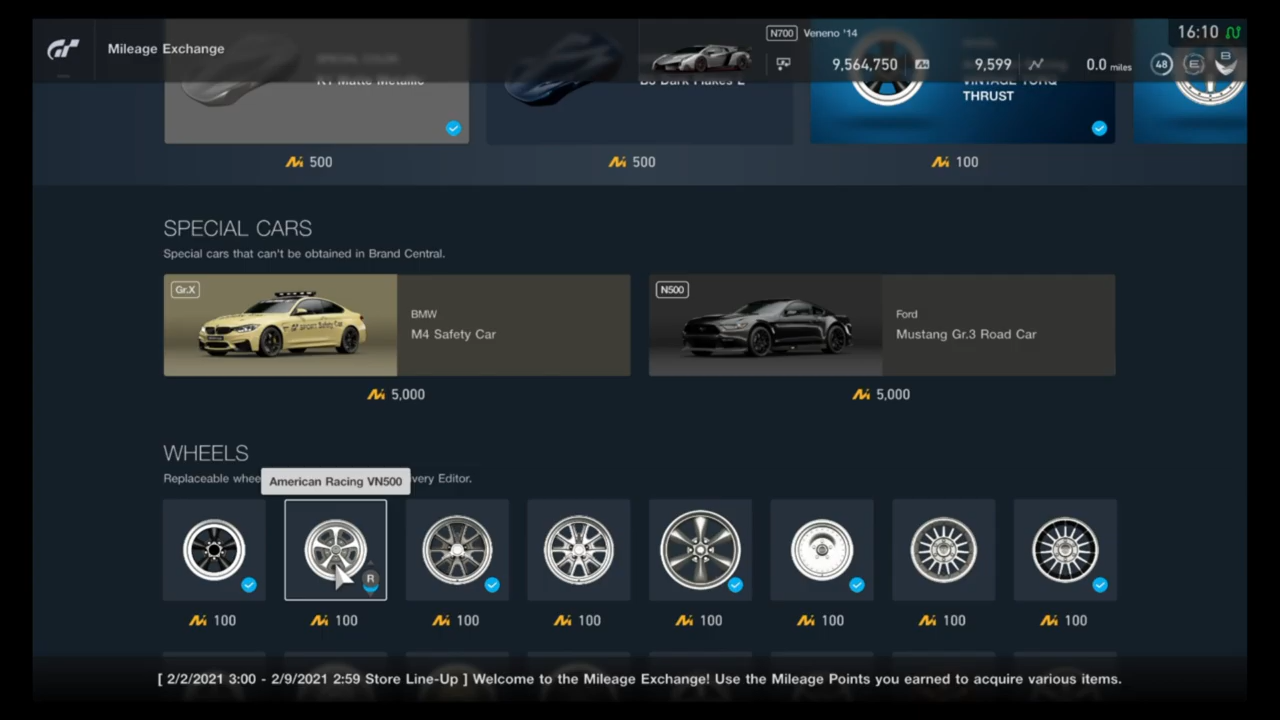 Mileage Exchange
N700 Veneno '14
16:10
9,564,750
9,599
0.0 miles
48
E
B
THRUST
500
500
100
SPECIAL CARS
Special cars that can't be obtained in Brand Central.
Gr.X
BMW
M4 Safety Car
N500
Ford
Mustang Gr.3 Road Car
5,000
5,000
WHEELS
Replaceable whee
very Editor.
American Racing VN500
R
100
100
100
100
100
100
100
100
[ 2/2/2021 3:00 - 2/9/2021 2:59 Store Line-Up ] Welcome to the Mileage Exchange! Use the Mileage Points you earned to acquire various items.